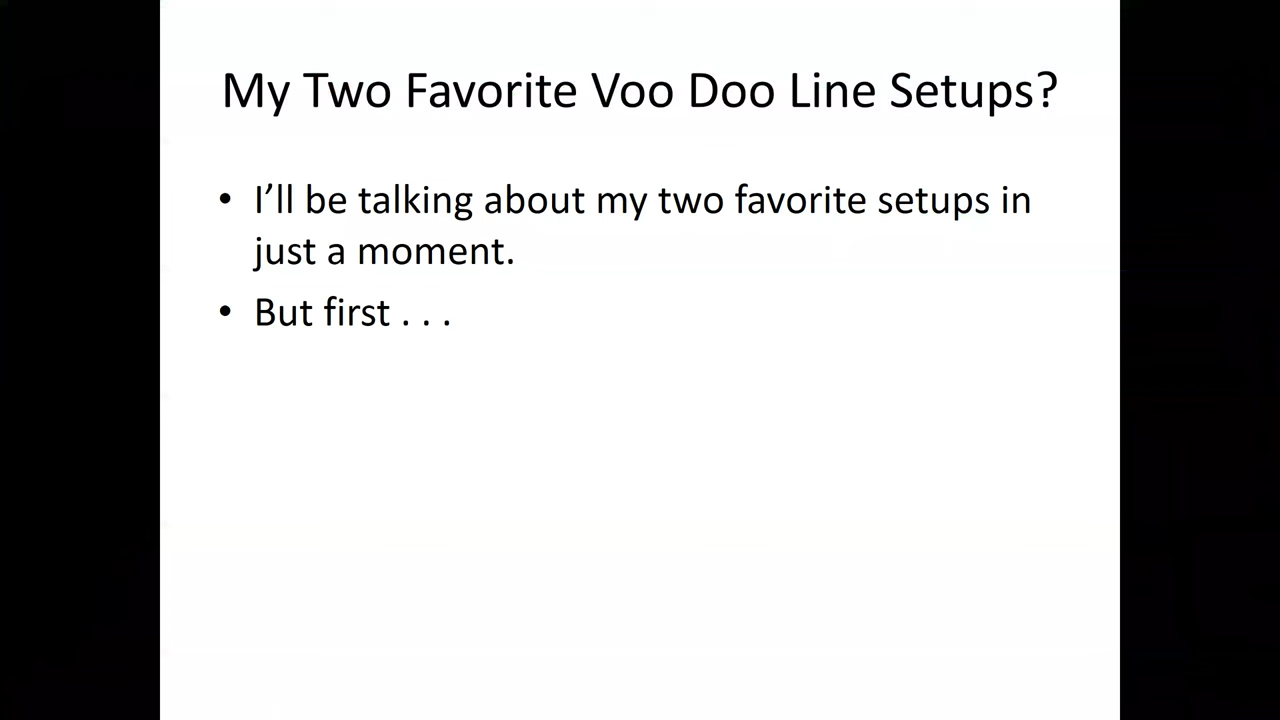 My Two Favorite Voo Doo Line Setups?
• I’ll be talking about my two favorite setups in
just a moment.
• But first . . .